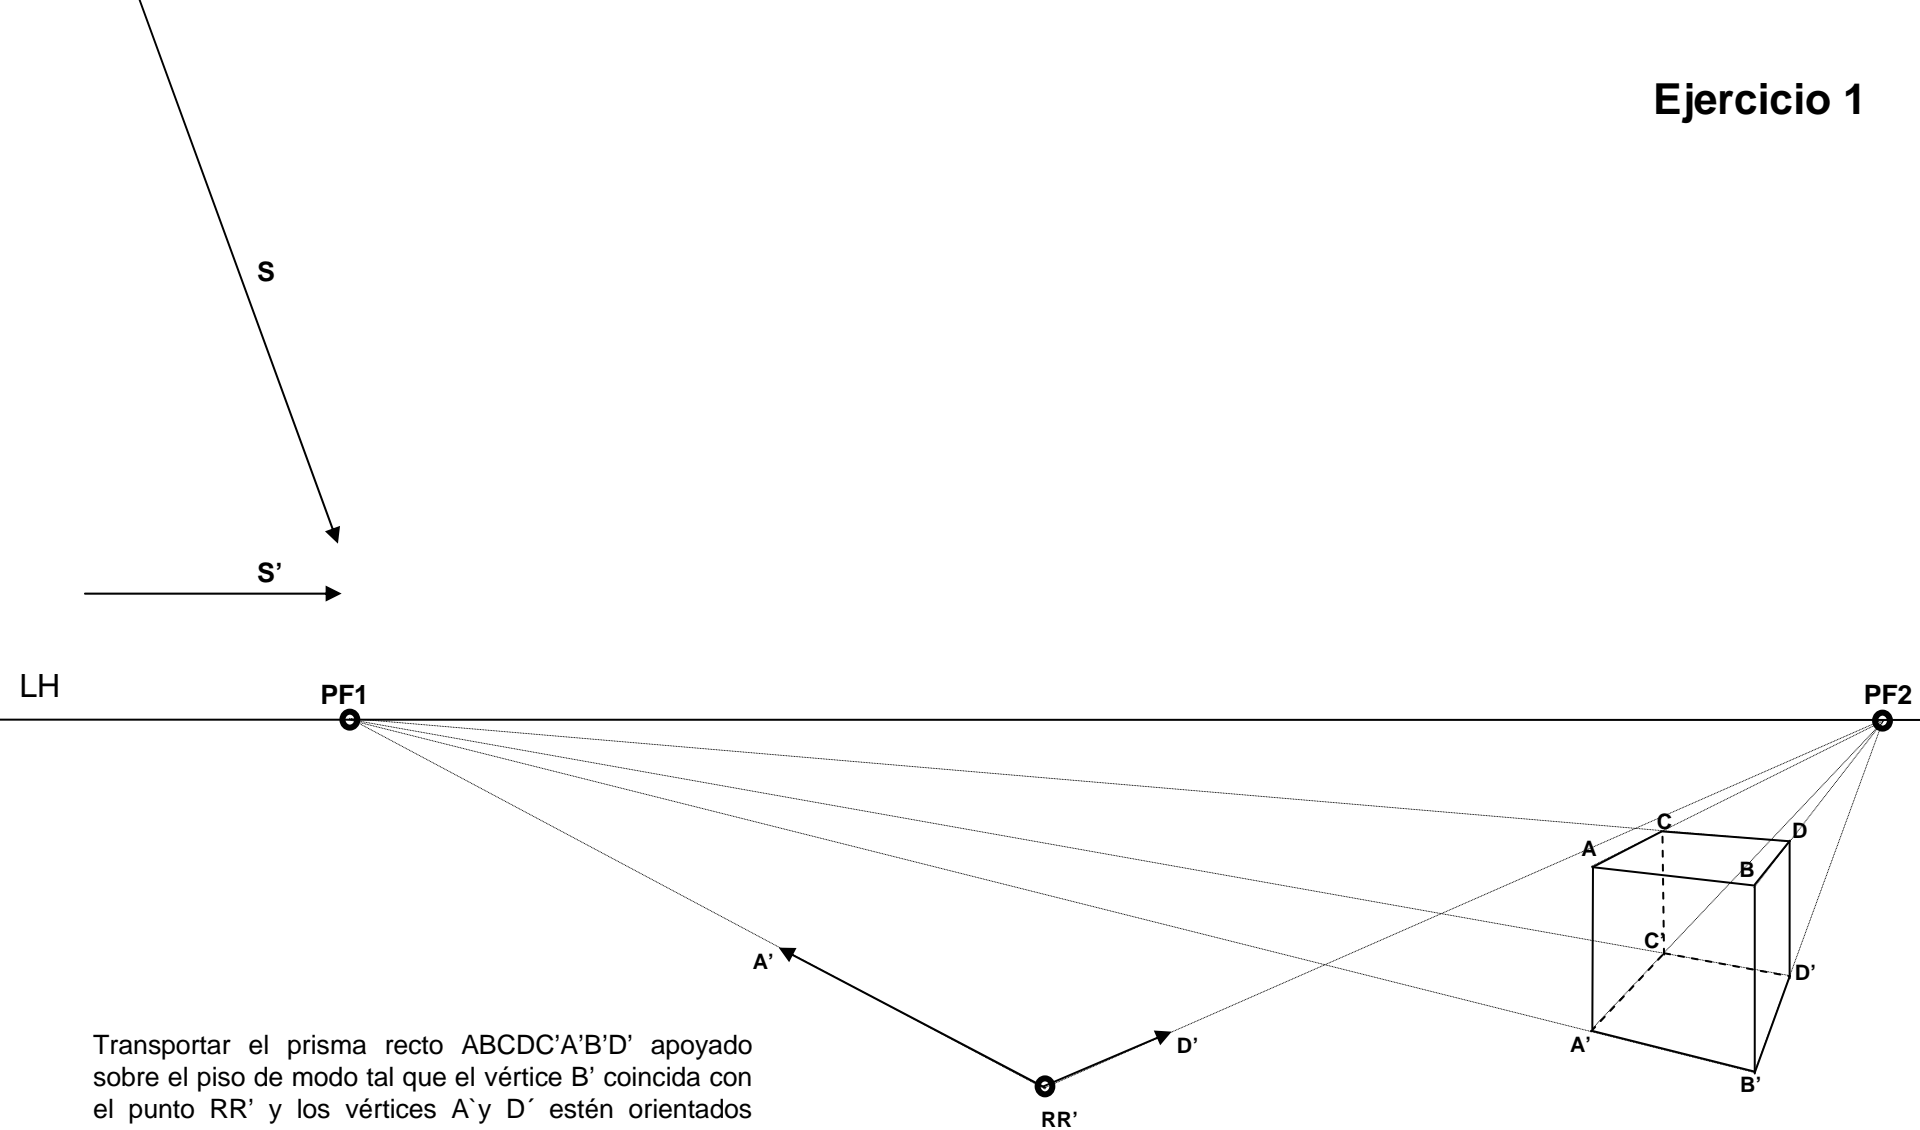 Ejercicio 1
S
S’
LH
PF1
PF2
C
D
A
B
C’
D’
A’
A’
D’
B’
RR’
Transportar el prisma recto ABCDC’A’B’D’ apoyado
sobre el piso de modo tal que el vértice B’ coincida con
el punto RR’ y los vértices A`y D´ estén orientados